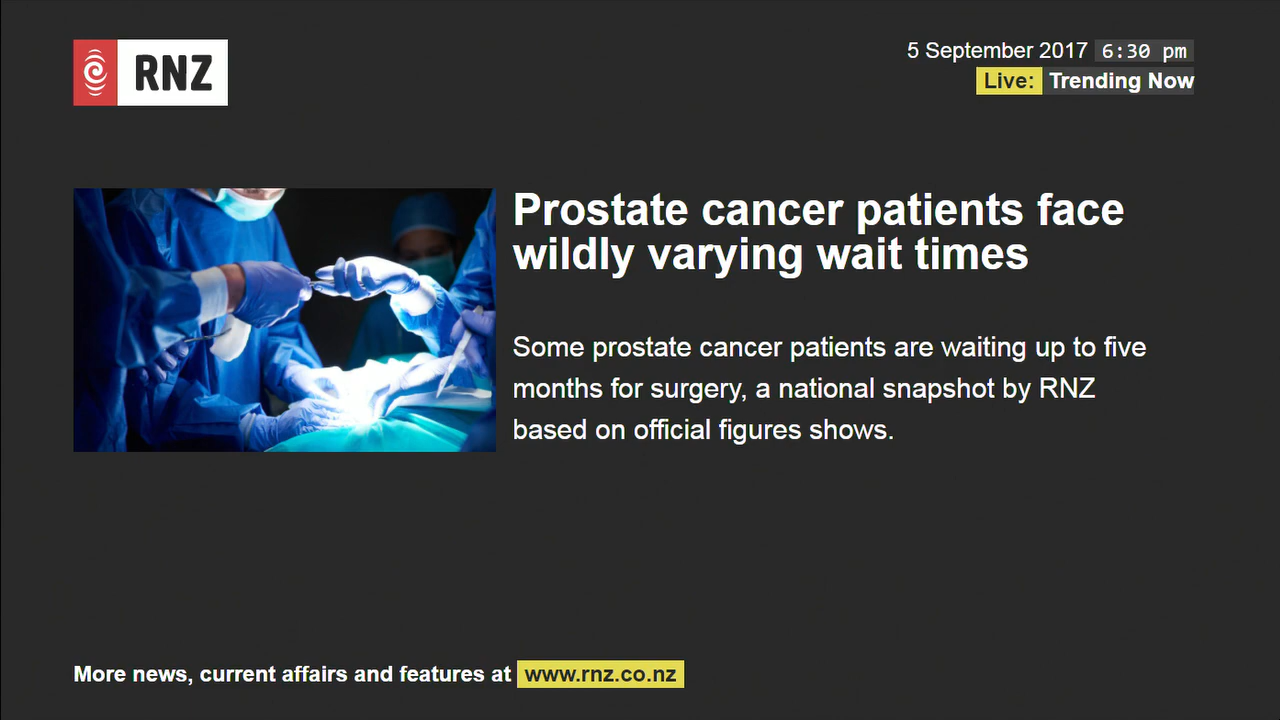 RNZ
5 September 2017 6:30 pm
Live: Trending Now
Prostate cancer patients face
wildly varying wait times
Some prostate cancer patients are waiting up to five
months for surgery, a national snapshot by RNZ
based on official figures shows.
More news, current affairs and features at www.rnz.co.nz